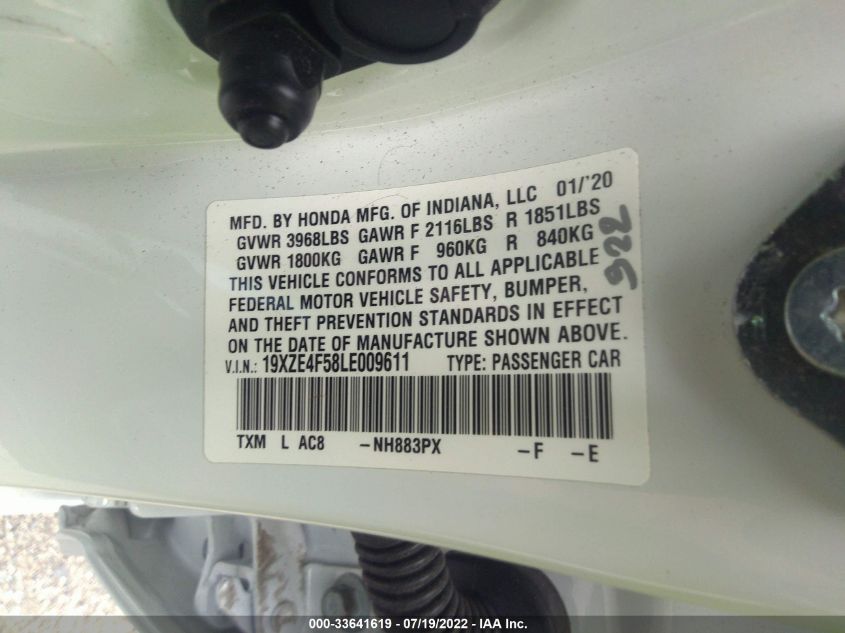 MFD. BY HONDA MFG. OF INDIANA, LLC 01/'20
GVWR 3968LBS GAWR F 2116LBS R 1851LBS
GVWR 1800KG GAWR F 960KG R 840KG
THIS VEHICLE CONFORMS TO ALL APPLICABLE
FEDERAL MOTOR VEHICLE SAFETY, BUMPER,
AND THEFT PREVENTION STANDARDS IN EFFECT
ON THE DATE OF MANUFACTURE SHOWN ABOVE.
V.I.N.: 19XZE4F58LE009611 TYPE: PASSENGER CAR
TXM L AC8 -NH883PX -F -E
922
000-33641619 - 07/19/2022 - IAA Inc.